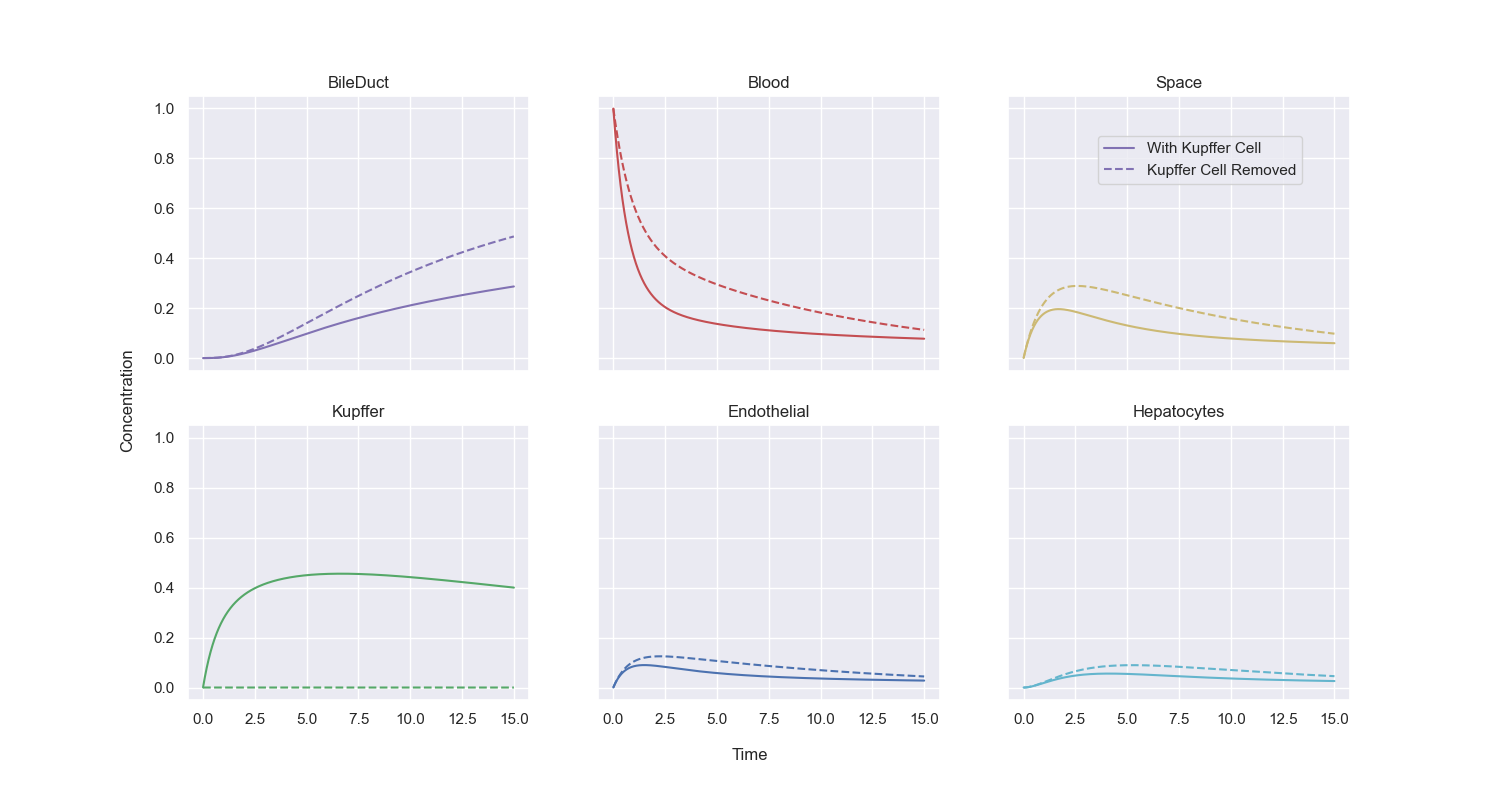 BileDuct
Blood
Space
1.0
0.8
0.6
0.4
0.2
0.0
With Kupffer Cell
Kupffer Cell Removed
Concentration
Kupffer
Endothelial
Hepatocytes
1.0
0.8
0.6
0.4
0.2
0.0
0.0 2.5 5.0 7.5 10.0 12.5 15.0
0.0 2.5 5.0 7.5 10.0 12.5 15.0
0.0 2.5 5.0 7.5 10.0 12.5 15.0
Time